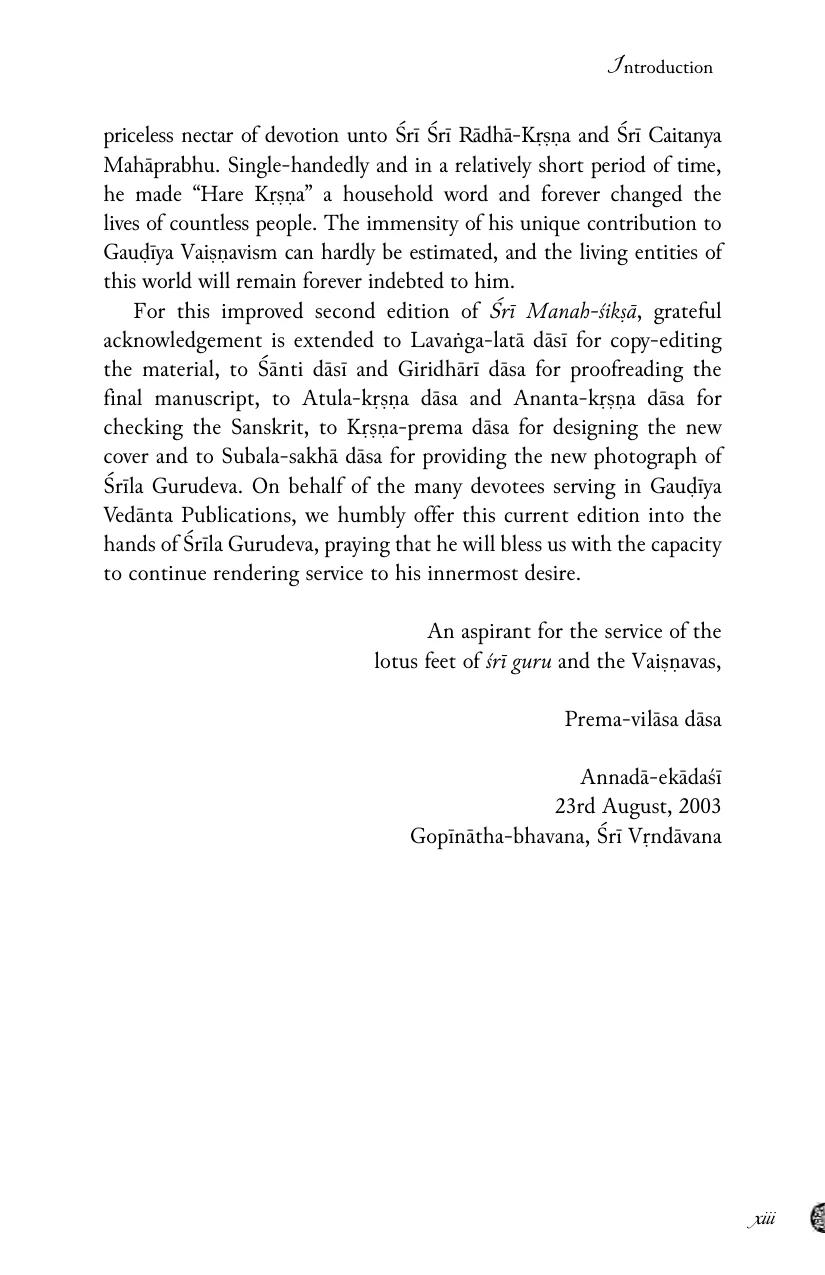 Introduction
priceless nectar of devotion unto Śrī Śrī Rādhā-Kṛṣṇa and Śrī Caitanya
Mahāprabhu. Single-handedly and in a relatively short period of time,
he made “Hare Kṛṣṇa” a household word and forever changed the
lives of countless people. The immensity of his unique contribution to
Gauḍīya Vaiṣṇavism can hardly be estimated, and the living entities of
this world will remain forever indebted to him.
For this improved second edition of Śrī Manah-śikṣā, grateful
acknowledgement is extended to Lavaṅga-latā dāsī for copy-editing
the material, to Śānti dāsī and Giridhārī dāsa for proofreading the
final manuscript, to Atula-kṛṣṇa dāsa and Ananta-kṛṣṇa dāsa for
checking the Sanskrit, to Kṛṣṇa-prema dāsa for designing the new
cover and to Subala-sakhā dāsa for providing the new photograph of
Śrīla Gurudeva. On behalf of the many devotees serving in Gauḍīya
Vedānta Publications, we humbly offer this current edition into the
hands of Śrīla Gurudeva, praying that he will bless us with the capacity
to continue rendering service to his innermost desire.
An aspirant for the service of the
lotus feet of śrī guru and the Vaiṣṇavas,
Prema-vilāsa dāsa
Annadā-ekādaśī
23rd August, 2003
Gopīnātha-bhavana, Śrī Vṛndāvana
xiii